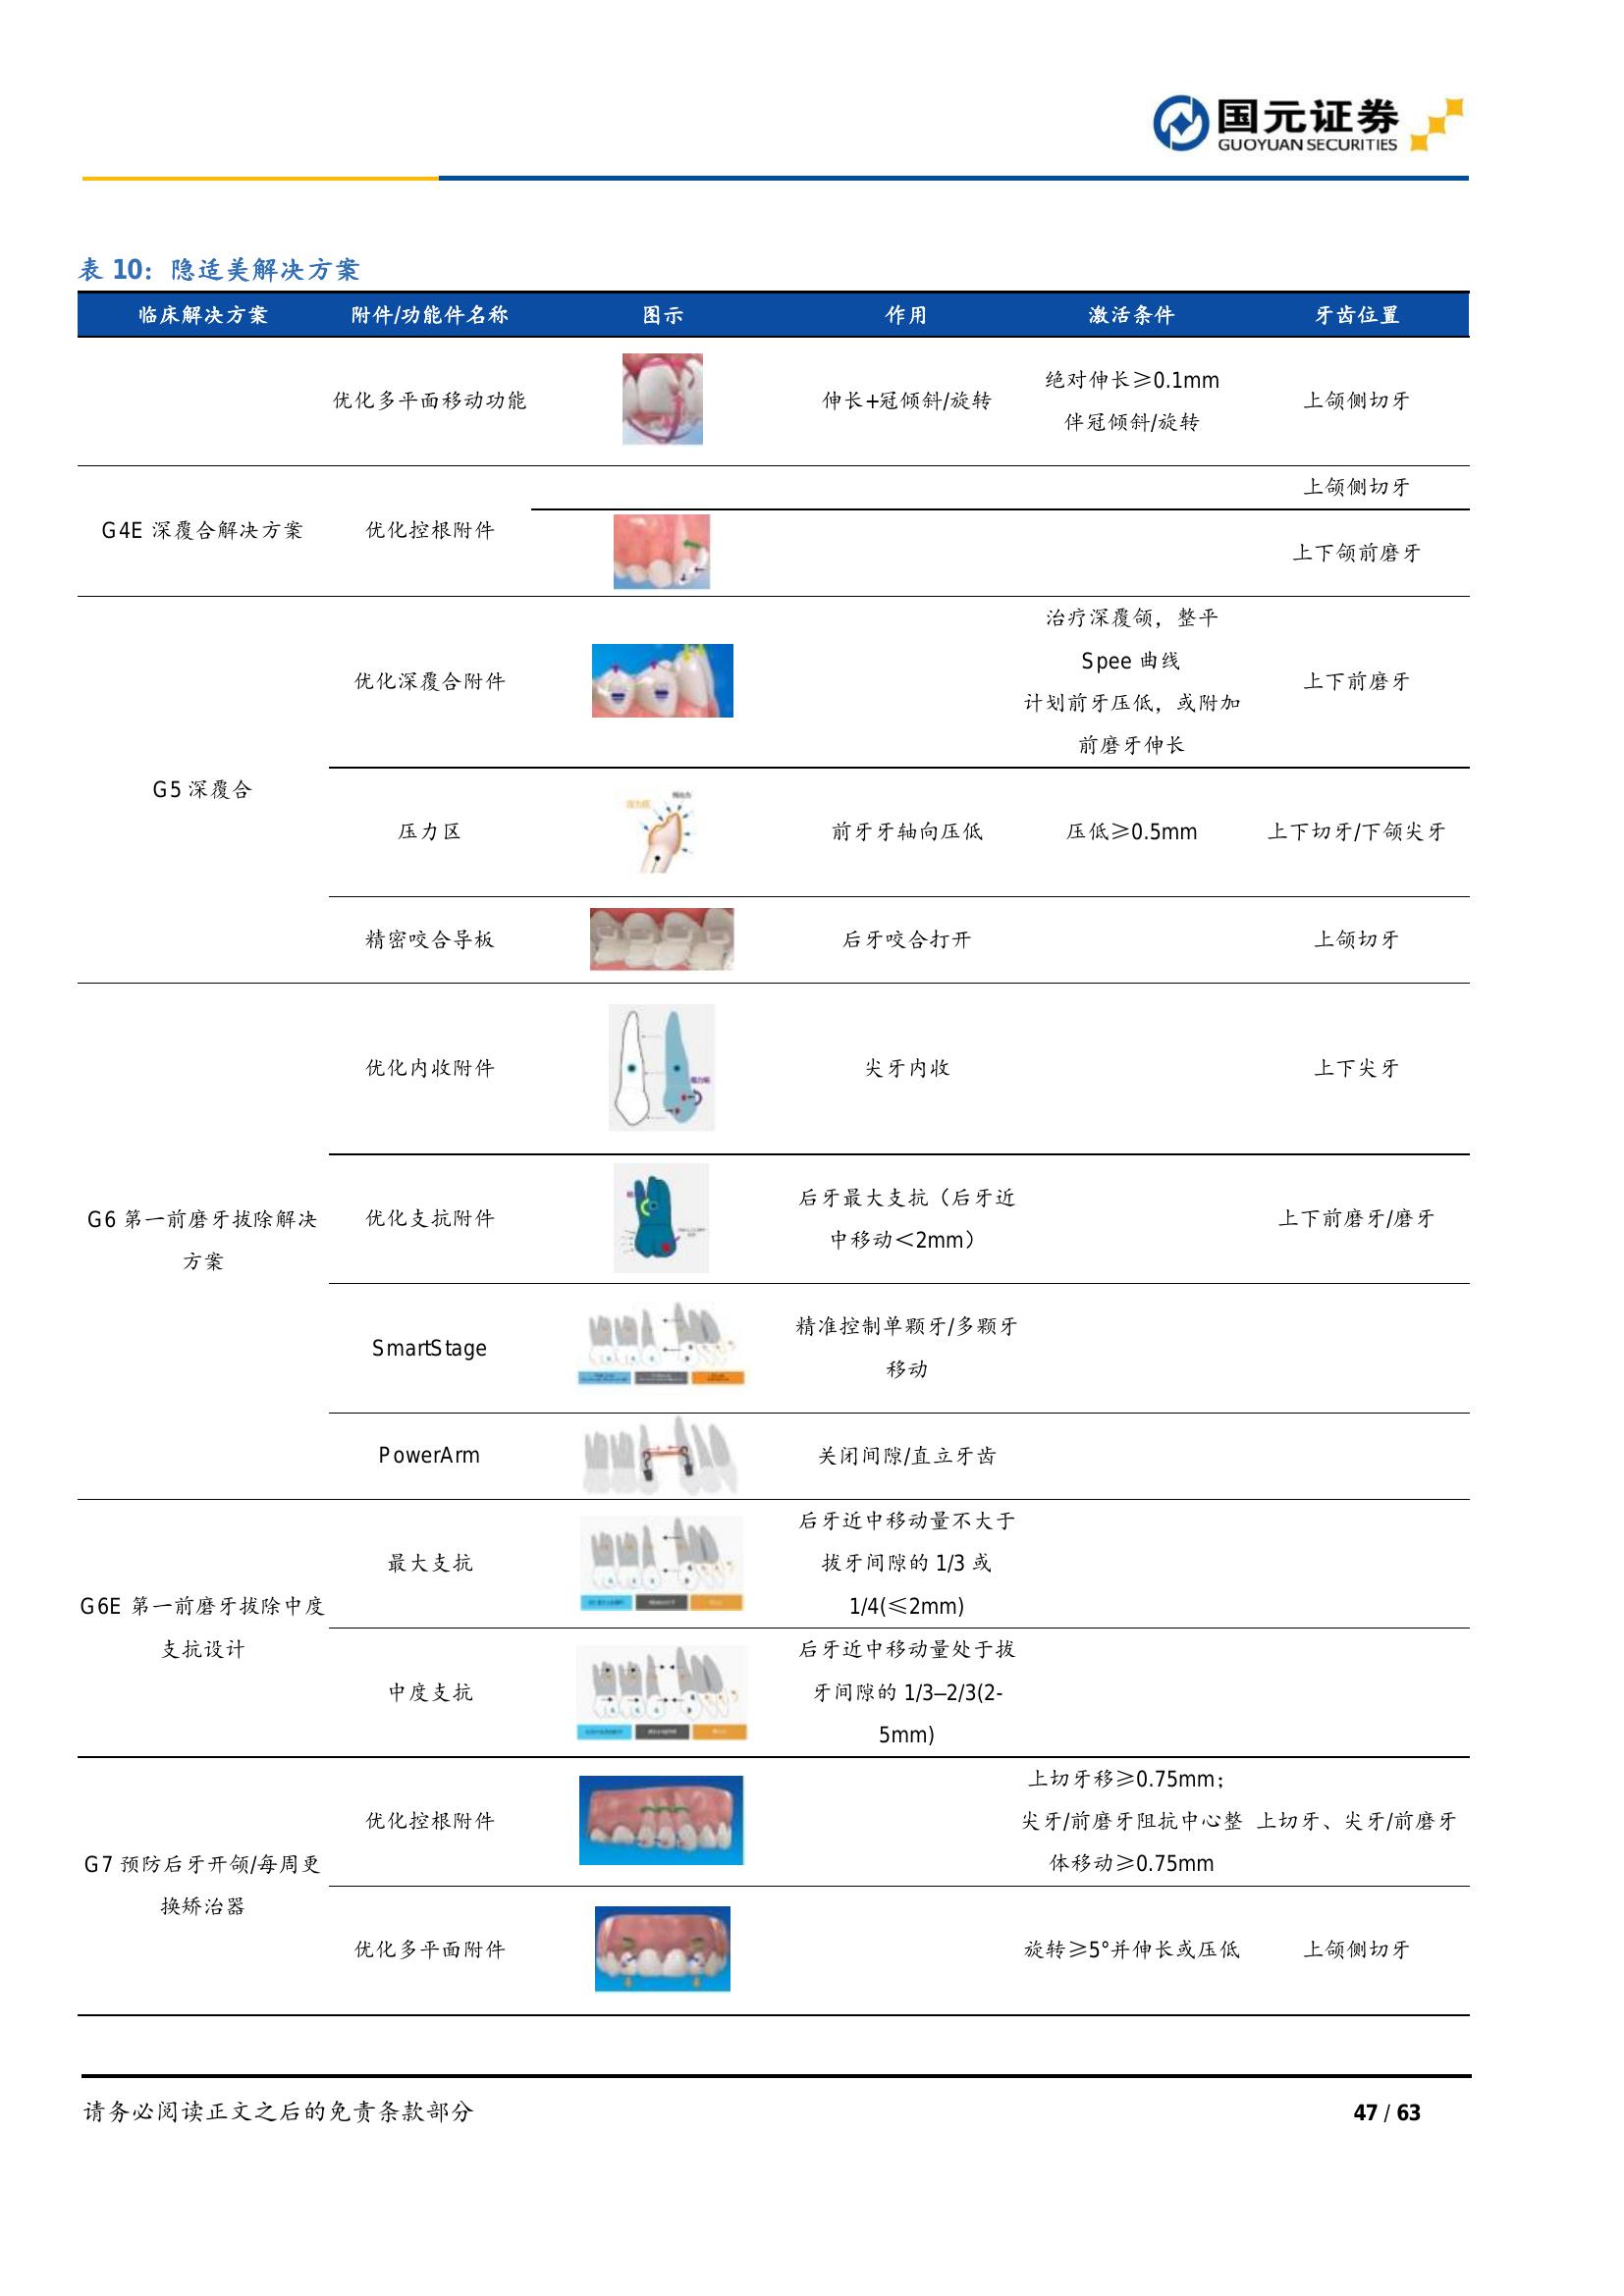 国元证券
GUOYUAN SECURITIES
表 10：隐适美解决方案
临床解决方案 附件/功能件名称 图示 作用 激活条件 牙齿位置
优化多平面移动功能 伸长+冠倾斜/旋转 绝对伸长≥0.1mm 上颌侧切牙
伴冠倾斜/旋转
上颌侧切牙
G4E 深覆合解决方案 优化控根附件
上下颌前磨牙
治疗深覆颌，整平
Spee 曲线
优化深覆合附件 上下前磨牙
计划前牙压低，或附加
前磨牙伸长
G5 深覆合
压力区 前牙牙轴向压低 压低≥0.5mm 上下切牙/下颌尖牙
精密咬合导板 后牙咬合打开 上颌切牙
优化内收附件 尖牙内收 上下尖牙
G6 第一前磨牙拔除解决
方案
优化支抗附件 后牙最大支抗（后牙近 上下前磨牙/磨牙
中移动＜2mm）
SmartStage 精准控制单颗牙/多颗牙
移动
PowerArm 关闭间隙/直立牙齿
G6E 第一前磨牙拔除中度
支抗设计
最大支抗 后牙近中移动量不大于
拔牙间隙的 1/3 或
1/4(≤2mm)
中度支抗 后牙近中移动量处于拔
牙间隙的 1/3–2/3(2-
5mm)
G7 预防后牙开颌/每周更
换矫治器
优化控根附件 上切牙移≥0.75mm；
尖牙/前磨牙阻抗中心整 上切牙、尖牙/前磨牙
体移动≥0.75mm
优化多平面附件 旋转≥5°并伸长或压低 上颌侧切牙
请务必阅读正文之后的免责条款部分 47 / 63